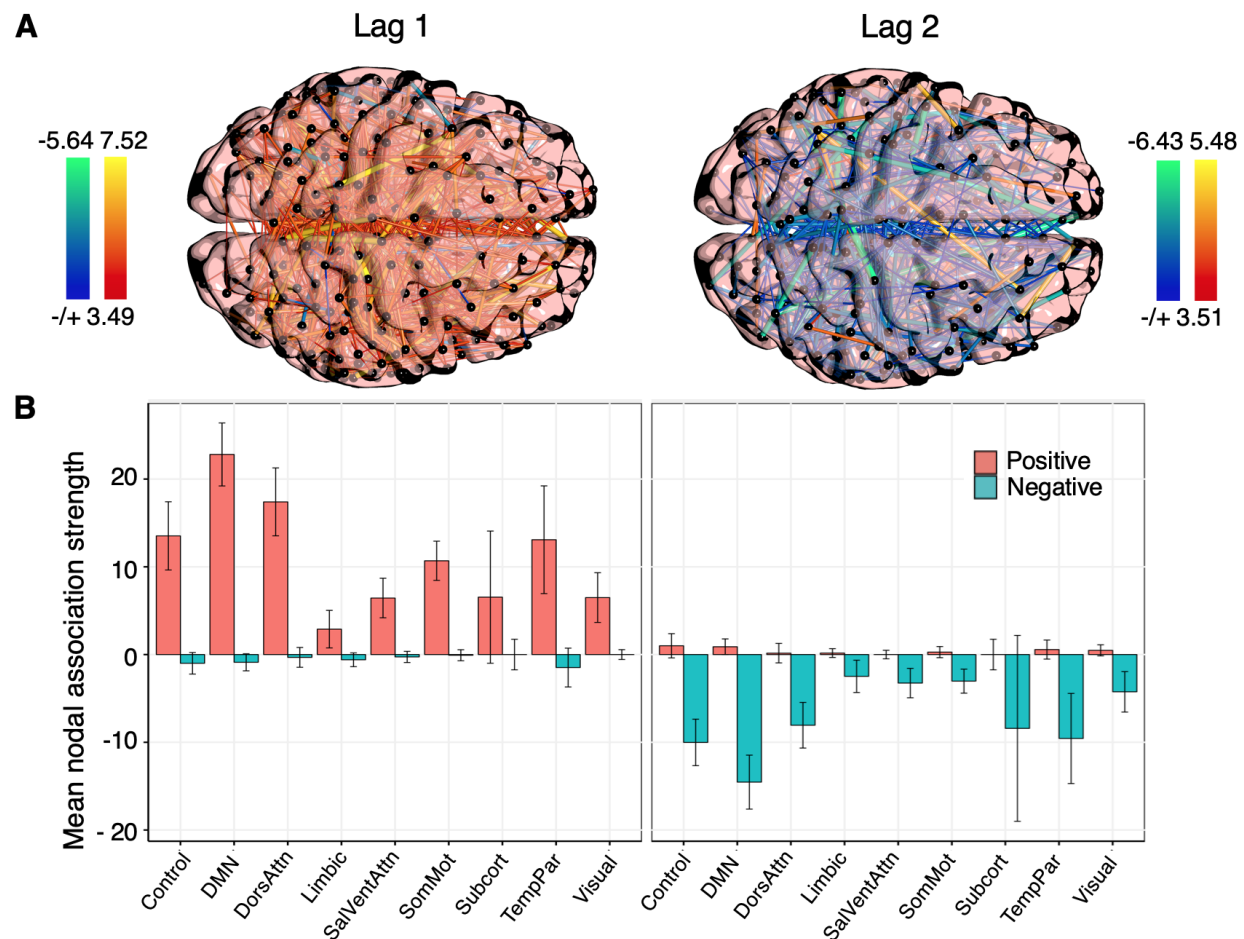 A
Lag 1
Lag 2
-5.64 7.52
-/+ 3.49
-6.43 5.48
-/+ 3.51
B
Mean nodal association strength
20
10
0
-10
- 20
Positive
Negative
Control
DMN
DorsAttn
Limbic
SalVentAttn
SomMot
Subcort
TempPar
Visual
Control
DMN
DorsAttn
Limbic
SalVentAttn
SomMot
Subcort
TempPar
Visual